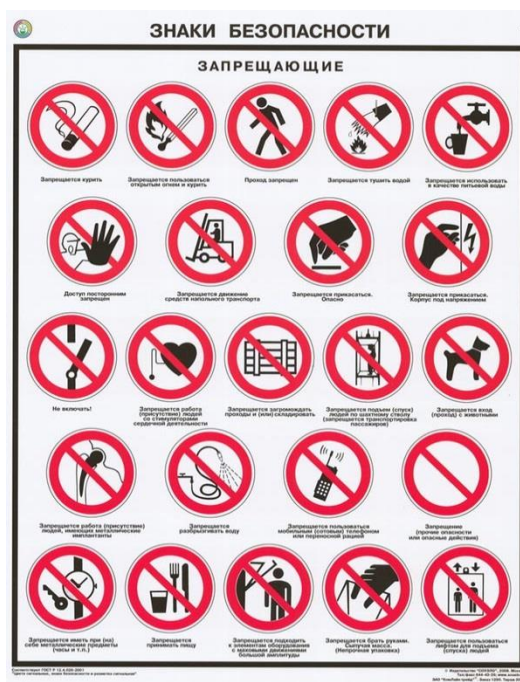 ЗНАКИ БЕЗОПАСНОСТИ
ЗАПРЕЩАЮЩИЕ
Запрещается курить
Запрещается пользоваться
открытым огнем и курить
Проход запрещен
Запрещается тушить водой
Запрещается использовать
в качестве питьевой воды
Доступ посторонним
запрещен
Запрещается движение
средств напольного транспорта
Запрещается прикасаться.
Опасно
Запрещается прикасаться.
Корпус под напряжением
Не включать!
Запрещается работа
(присутствие) людей
со стимуляторами
сердечной деятельности
Запрещается загромождать
проходы и (или) складировать
Запрещается подъем (спуск)
людей по шахтному стволу
(запрещается транспортировка
пассажиров)
Запрещается вход
(проход) с животными
Запрещается работа (присутствие)
людей, имеющих металлические
имплантанты
Запрещается
разбрызгивать воду
Запрещается пользоваться
мобильным (сотовым) телефоном
или переносной рацией
Запрещение
(прочие опасности
или опасные действия)
Запрещается иметь при (на)
себе металлические предметы
(часы и т.п.)
Запрещается
принимать пищу
Запрещается подходить
к элементам оборудования
с маховыми движениями
большой амплитуды
Запрещается брать руками.
Сыпучая масса.
(Непрочная упаковка)
Запрещается пользоваться
лифтом для подъема
(спуска) людей